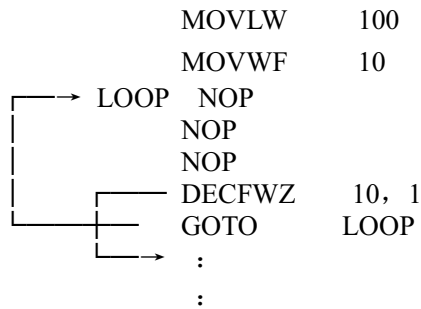 MOVLW 100
MOVWF 10
LOOP NOP
NOP
NOP
DECFWZ 10，1
GOTO LOOP
：
：